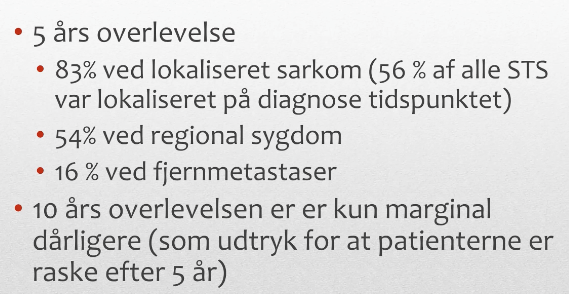 • 5 års overlevelse
• 83% ved lokaliseret sarkom (56 % af alle STS
var lokaliseret på diagnose tidspunktet)
• 54% ved regional sygdom
• 16 % ved fjernmetastaser
• 10 års overlevelsen er er kun marginal
dårligere (som udtryk for at patienterne er
raske efter 5 år)